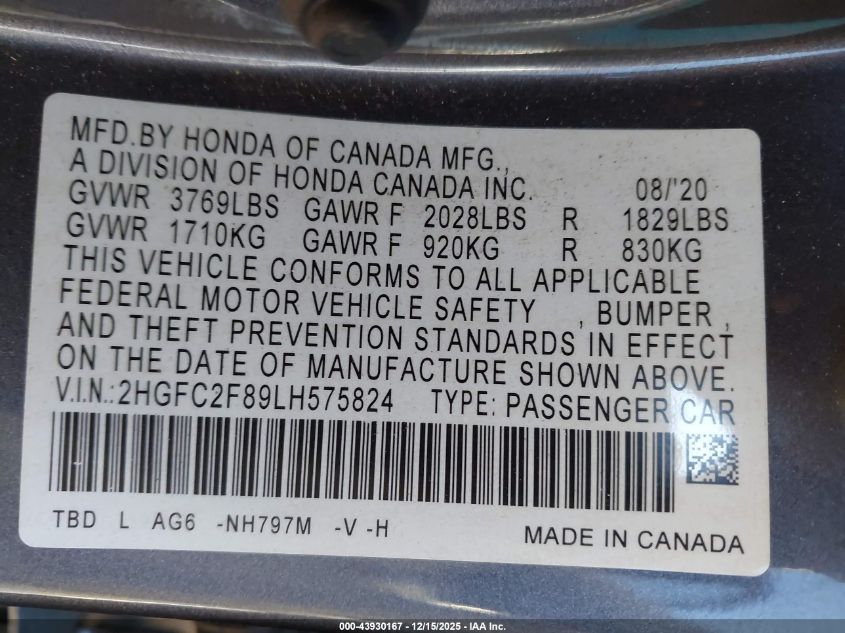 MFD.BY HONDA OF CANADA MFG.,
A DIVISION OF HONDA CANADA INC. 08/'20
GVWR 3769LBS GAWR F 2028LBS R 1829LBS
GVWR 1710KG GAWR F 920KG R 830KG
THIS VEHICLE CONFORMS TO ALL APPLICABLE
FEDERAL MOTOR VEHICLE SAFETY , BUMPER ,
AND THEFT PREVENTION STANDARDS IN EFFECT
ON THE DATE OF MANUFACTURE SHOWN ABOVE.
V.I.N.:2HGFC2F89LH575824 TYPE: PASSENGER CAR
TBD L AG6 -NH797M -V -H MADE IN CANADA
000-43930167 - 12/15/2025 - IAA Inc.